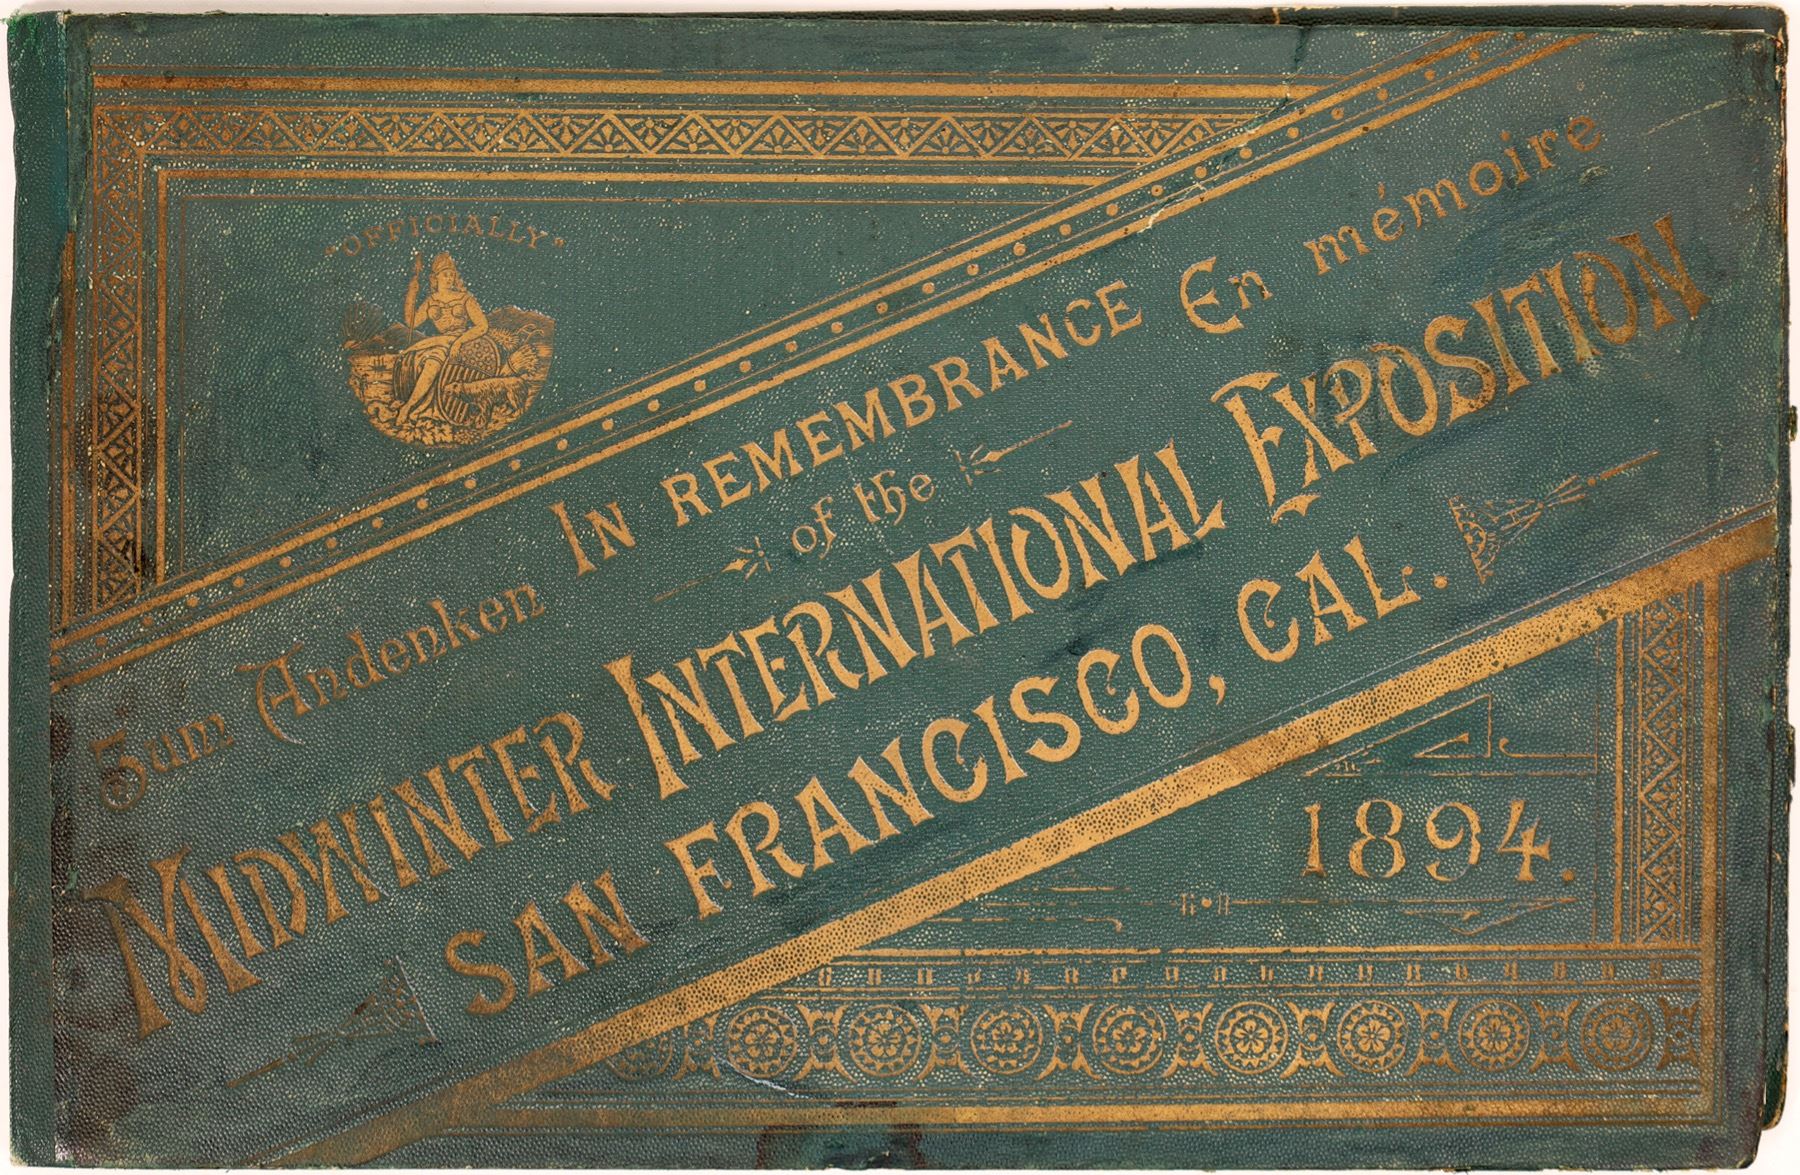 "OFFICIALLY"
Zum Andenken IN REMEMBRANCE En mémoire
of the
MIDWINTER INTERNATIONAL EXPOSITION
SAN FRANCISCO, CAL.
1894.